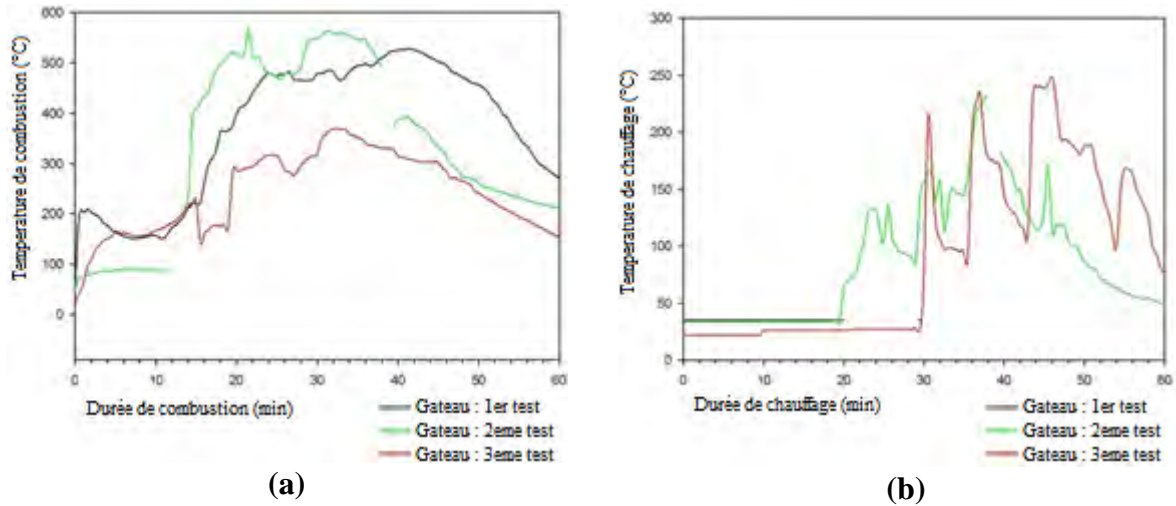 600
500
400
300
200
100
0
Temperature de combustion (°C)
0 10 20 30 40 50 60
Durée de combustion (min)
Gateau : 1er test
Gateau : 2eme test
Gateau : 3eme test
(a)
300
250
200
150
100
50
0
Temperature de chauffage (°C)
0 10 20 30 40 50 60
Durée de chauffage (min)
Gateau : 1er test
Gateau : 2eme test
Gateau : 3eme test
(b)